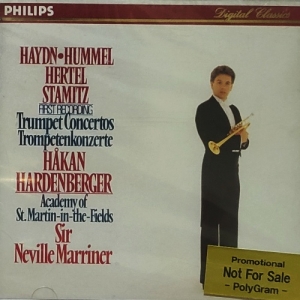 PHILIPS
Digital Classics
HAYDN • HUMMEL
HERTEL
STAMITZ
FIRST RECORDING
Trumpet Concertos
Trompetenkonzerte
HÅKAN
HARDENBERGER
Academy of
St. Martin-in-the-Fields
Sir
Neville Marriner
Promotional
Not For Sale
- PolyGram -